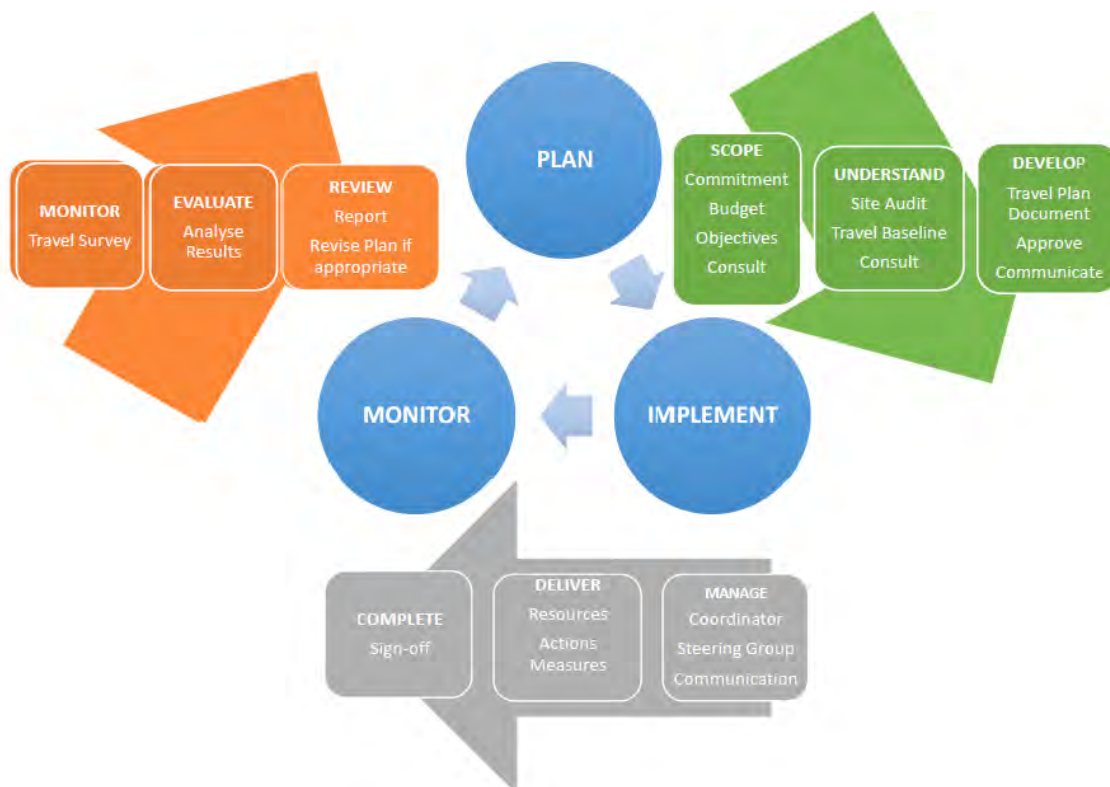 PLAN
IMPLEMENT
MONITOR
SCOPE
Commitment
Budget
Objectives
Consult
UNDERSTAND
Site Audit
Travel Baseline
Consult
DEVELOP
Travel Plan
Document
Approve
Communicate
MANAGE
Coordinator
Steering Group
Communication
DELIVER
Resources
Actions
Measures
COMPLETE
Sign-off
MONITOR
Travel Survey
EVALUATE
Analyse
Results
REVIEW
Report
Revise Plan if
appropriate